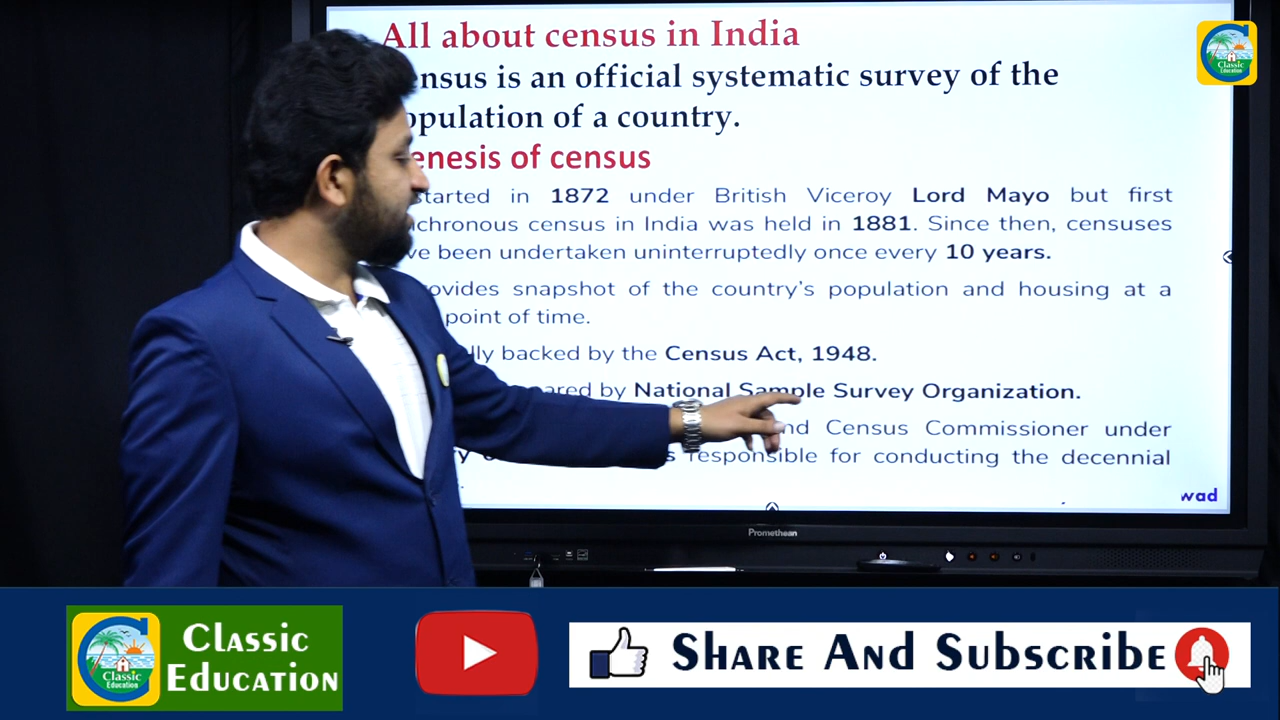 All about census in India
ensus is an official systematic survey of the
opulation of a country.
enesis of census
started in 1872 under British Viceroy Lord Mayo but first
nchronous census in India was held in 1881. Since then, censuses
ve been undertaken uninterruptedly once every 10 years.
ovides snapshot of the country's population and housing at a
point of time.
lly backed by the Census Act, 1948.
ared by National Sample Survey Organization.
nd Census Commissioner under
responsible for conducting the decennial
wad
Classic
Education
Promethean
Classic
Education
Classic
Education
Share And Subscribe